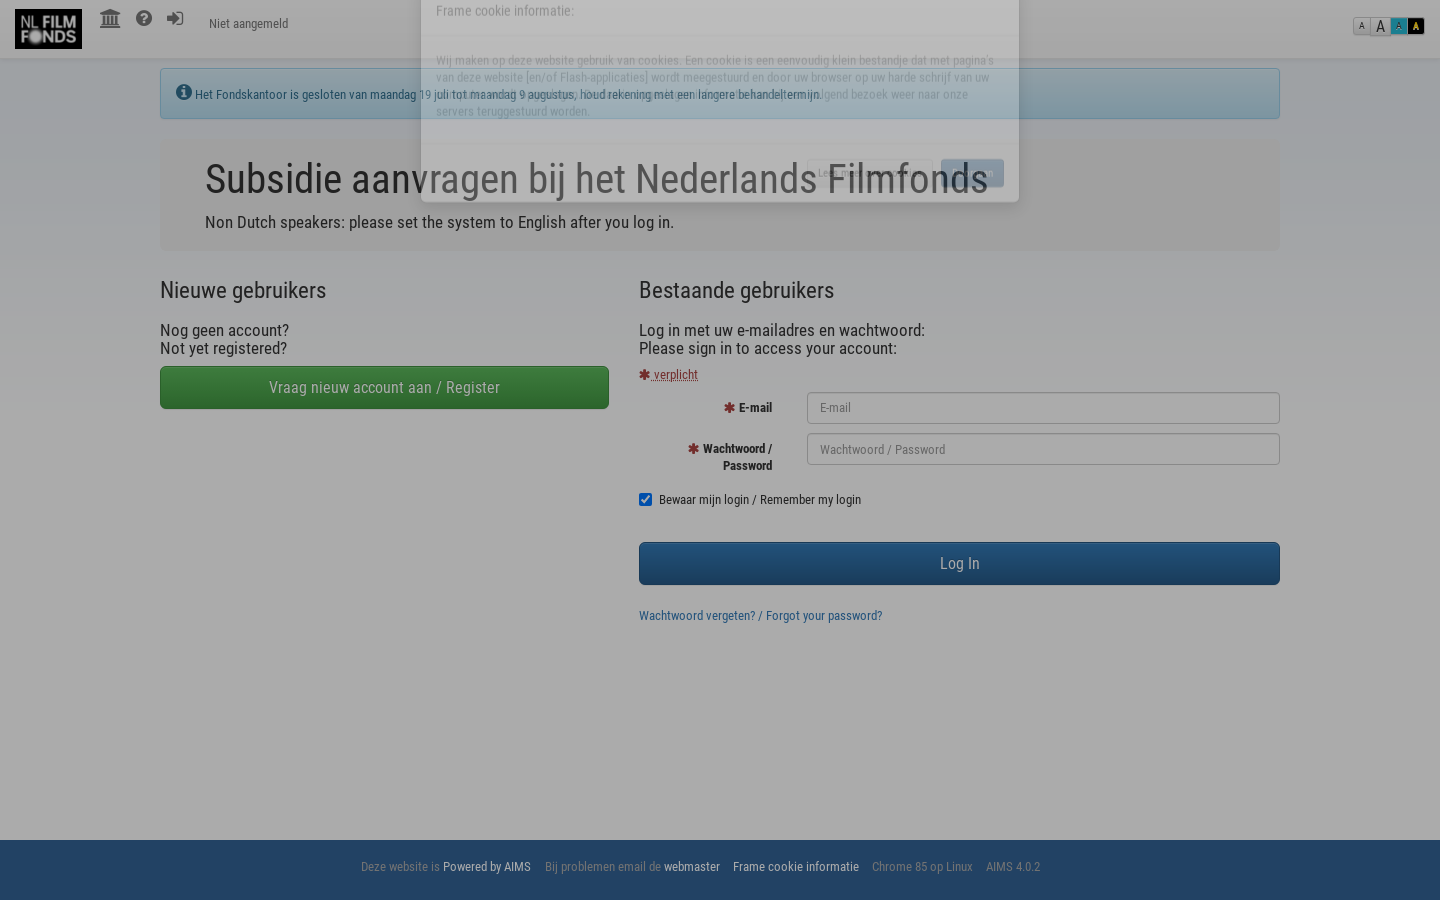 NL FILM
FONDS
Niet aangemeld
A A A A
Frame cookie informatie:
Wij maken op deze website gebruik van cookies. Een cookie is een eenvoudig klein bestandje dat met pagina's
van deze website [en/of Flash-applicaties] wordt meegestuurd en door uw browser op uw harde schrijf van uw
servers teruggestuurd worden.
Het Fondskantoor is gesloten van maandag 19 juli tot maandag 9 augustus, houd rekening met een langere behandeltermijn.
Subsidie aanvragen bij het Nederlands Filmfonds
Non Dutch speakers: please set the system to English after you log in.
Nieuwe gebruikers
Nog geen account?
Not yet registered?
Vraag nieuw account aan / Register
Bestaande gebruikers
Log in met uw e-mailadres en wachtwoord:
Please sign in to access your account:
✱ verplicht
✱ E-mail
E-mail
✱ Wachtwoord /
Password
Wachtwoord / Password
Bewaar mijn login / Remember my login
Log In
Wachtwoord vergeten? / Forgot your password?
Deze website is Powered by AIMS Bij problemen email de webmaster Frame cookie informatie Chrome 85 op Linux AIMS 4.0.2